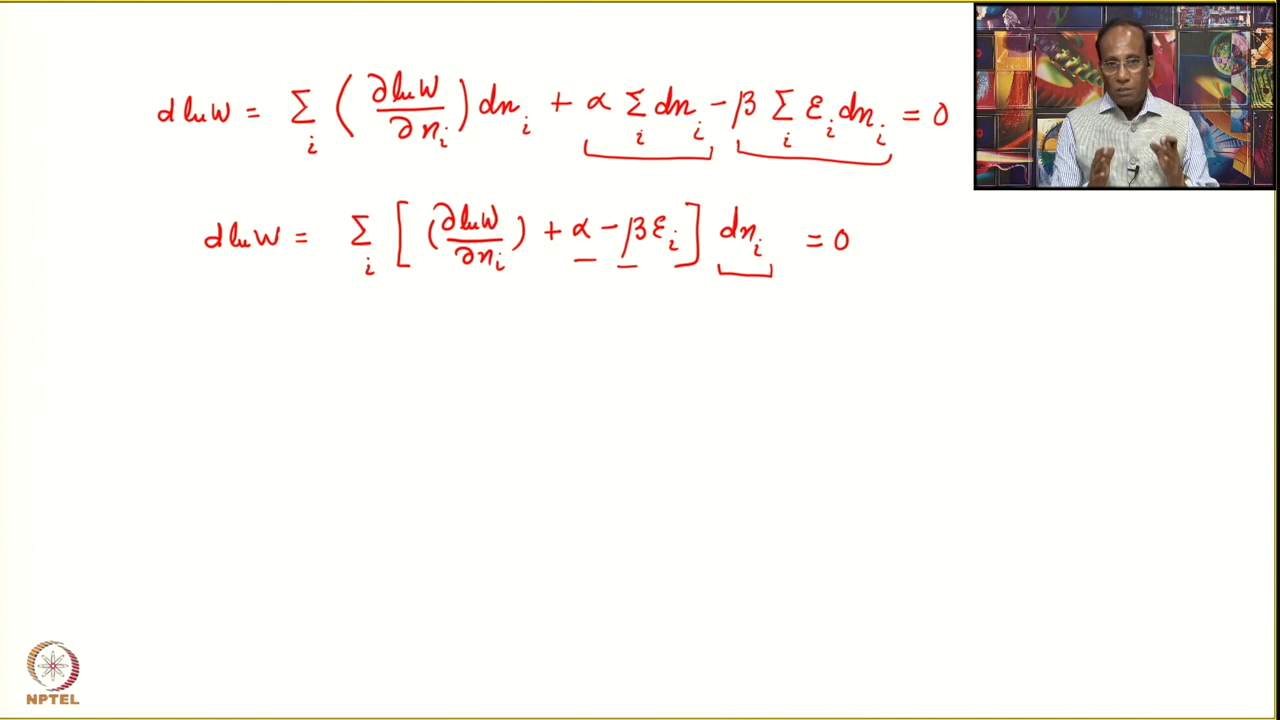 d ln W = Σ_i (∂ ln W / ∂n_i) dn_i + α Σ_i dn_i − β Σ_i ε_i dn_i = 0
d ln W = Σ_i [(∂ ln W / ∂n_i) + α − β ε_i] dn_i = 0
NPTEL